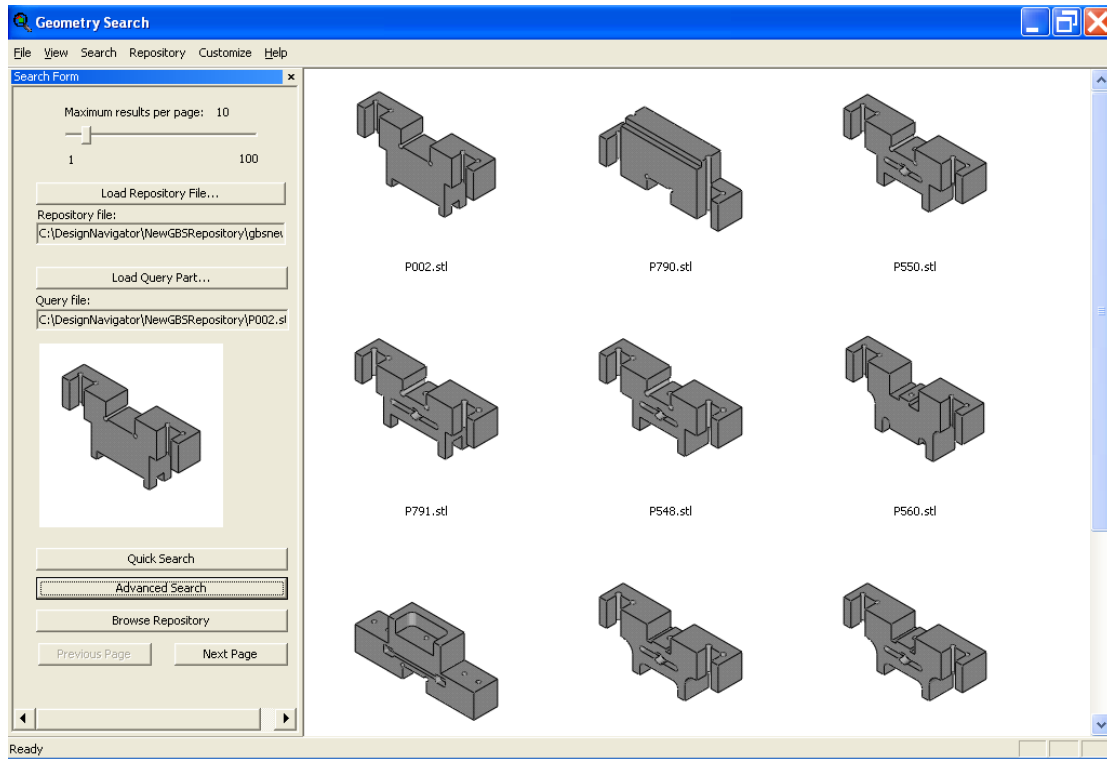 Geometry Search
File View Search Repository Customize Help
Search Form
Maximum results per page: 10
1 100
Load Repository File...
Repository file:
C:\DesignNavigator\NewGBSRepository\gbsne
Load Query Part...
Query file:
C:\DesignNavigator\NewGBSRepository\P002.s
Quick Search
Advanced Search
Browse Repository
Previous Page Next Page
P002.stl P790.stl P550.stl
P791.stl P548.stl P560.stl
Ready